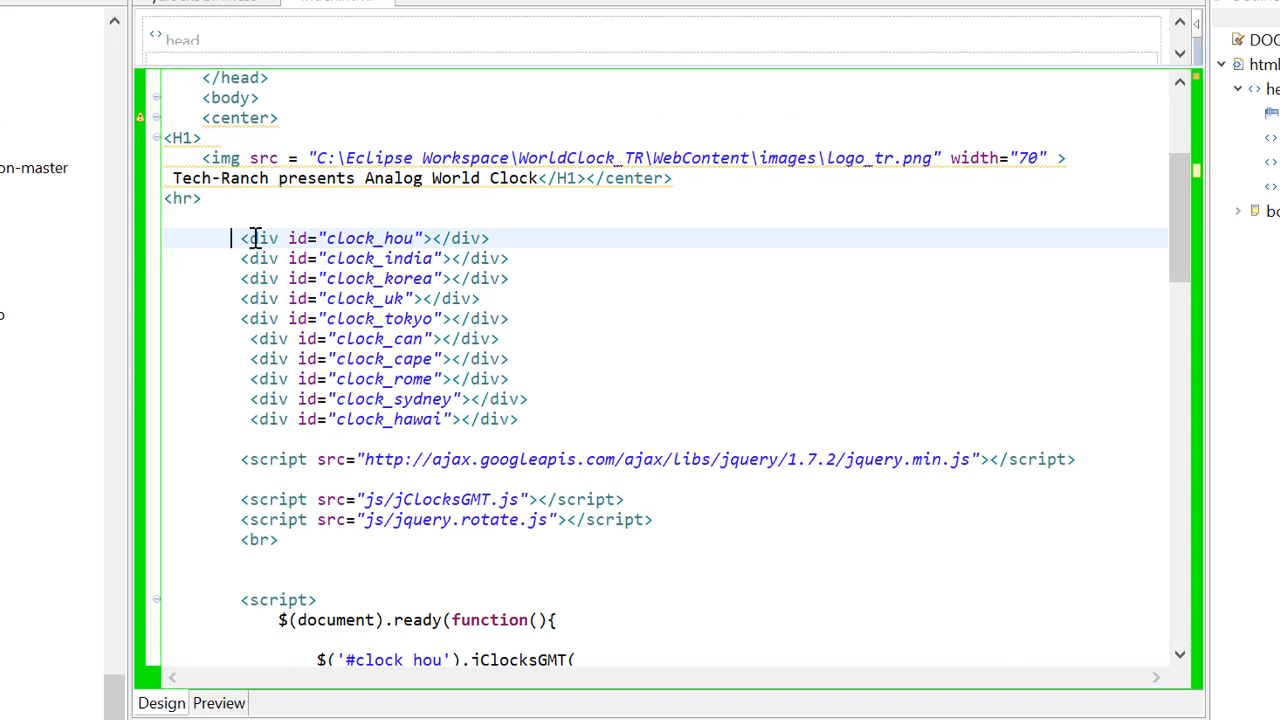 head
DOC
html
he
bo
on-master
o
</head>
<body>
<center>
<H1>
<img src = "C:\Eclipse Workspace\WorldClock_TR\WebContent\images\logo_tr.png" width="70" >
Tech-Ranch presents Analog World Clock</H1></center>
<hr>
<div id="clock_hou"></div>
<div id="clock_india"></div>
<div id="clock_korea"></div>
<div id="clock_uk"></div>
<div id="clock_tokyo"></div>
<div id="clock_can"></div>
<div id="clock_cape"></div>
<div id="clock_rome"></div>
<div id="clock_sydney"></div>
<div id="clock_hawai"></div>
<script src="http://ajax.googleapis.com/ajax/libs/jquery/1.7.2/jquery.min.js"></script>
<script src="js/jClocksGMT.js"></script>
<script src="js/jquery.rotate.js"></script>
<br>
<script>
$(document).ready(function(){
$('#clock_hou').jClocksGMT(
Design Preview